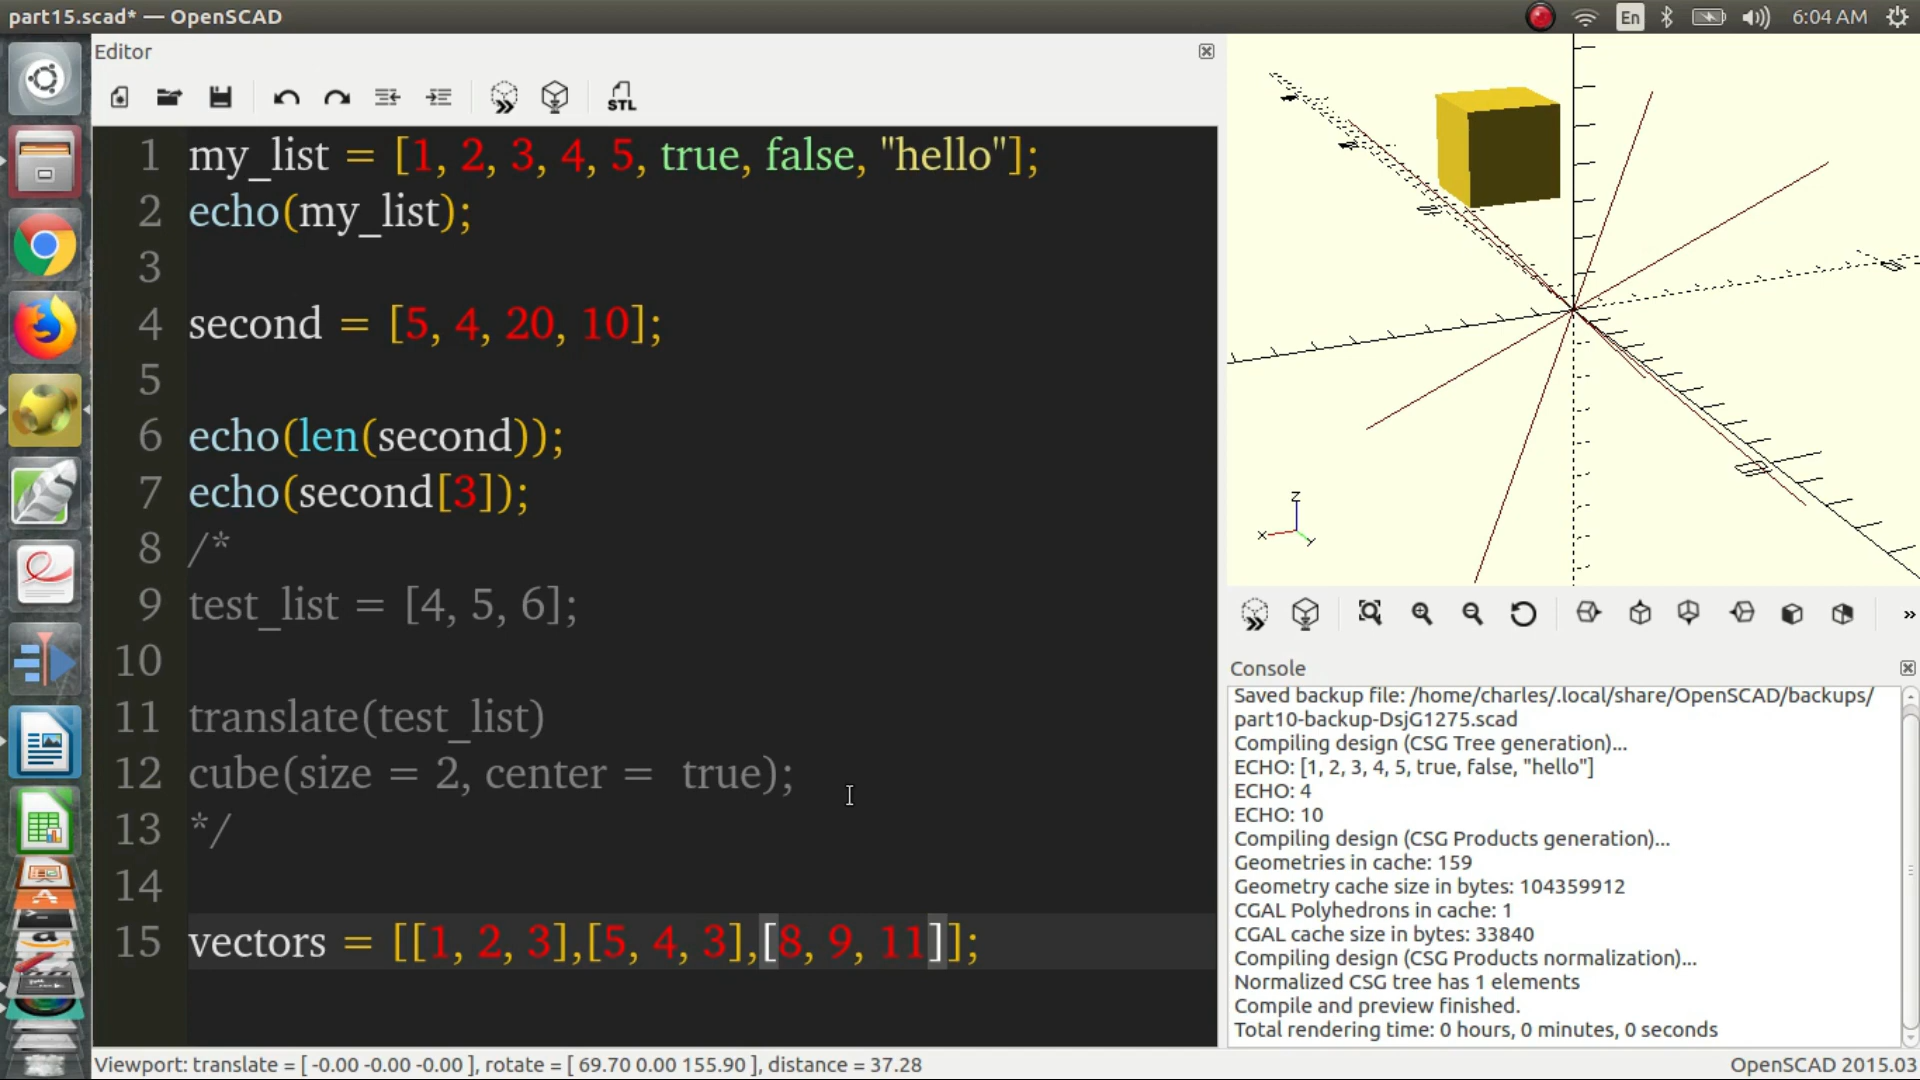 part15.scad* — OpenSCAD
En
6:04 AM
Editor
STL
1 my_list = [1, 2, 3, 4, 5, true, false, "hello"];
2 echo(my_list);
3
4 second = [5, 4, 20, 10];
5
6 echo(len(second));
7 echo(second[3]);
8 /*
9 test_list = [4, 5, 6];
10
11 translate(test_list)
12 cube(size = 2, center =  true);
13 */
14
15 vectors = [[1, 2, 3],[5, 4, 3],[8, 9, 11]];
z
x
y
»
Console
Saved backup file: /home/charles/.local/share/OpenSCAD/backups/
part10-backup-DsjG1275.scad
Compiling design (CSG Tree generation)...
ECHO: [1, 2, 3, 4, 5, true, false, "hello"]
ECHO: 4
ECHO: 10
Compiling design (CSG Products generation)...
Geometries in cache: 159
Geometry cache size in bytes: 104359912
CGAL Polyhedrons in cache: 1
CGAL cache size in bytes: 33840
Compiling design (CSG Products normalization)...
Normalized CSG tree has 1 elements
Compile and preview finished.
Total rendering time: 0 hours, 0 minutes, 0 seconds
Viewport: translate = [ -0.00 -0.00 -0.00 ], rotate = [ 69.70 0.00 155.90 ], distance = 37.28
OpenSCAD 2015.03